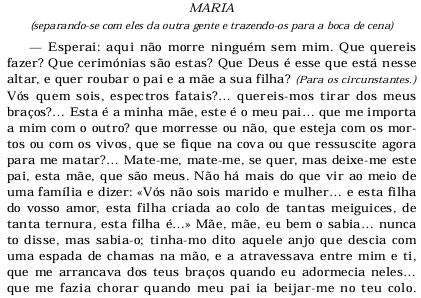 MARIA
(separando-se com eles da outra gente e trazendo-os para a boca de cena)
— Esperai: aqui não morre ninguém sem mim. Que quereis
fazer? Que cerimónias são estas? Que Deus é esse que está nesse
altar, e quer roubar o pai e a mãe a sua filha? (Para os circunstantes.)
Vós quem sois, espectros fatais?… quereis-mos tirar dos meus
braços?… Esta é a minha mãe, este é o meu pai… que me importa
a mim com o outro? que morresse ou não, que esteja com os mor-
tos ou com os vivos, que se fique na cova ou que ressuscite agora
para me matar?… Mate-me, mate-me, se quer, mas deixe-me este
pai, esta mãe, que são meus. Não há mais do que vir ao meio de
uma família e dizer: «Vós não sois marido e mulher… e esta filha
do vosso amor, esta filha criada ao colo de tantas meiguices, de
tanta ternura, esta filha é…» Mãe, mãe, eu bem o sabia… nunca
to disse, mas sabia-o; tinha-mo dito aquele anjo que descia com
uma espada de chamas na mão, e a atravessava entre mim e ti,
que me arrancava dos teus braços quando eu adormecia neles…
que me fazia chorar quando meu pai ia beijar-me no teu colo.